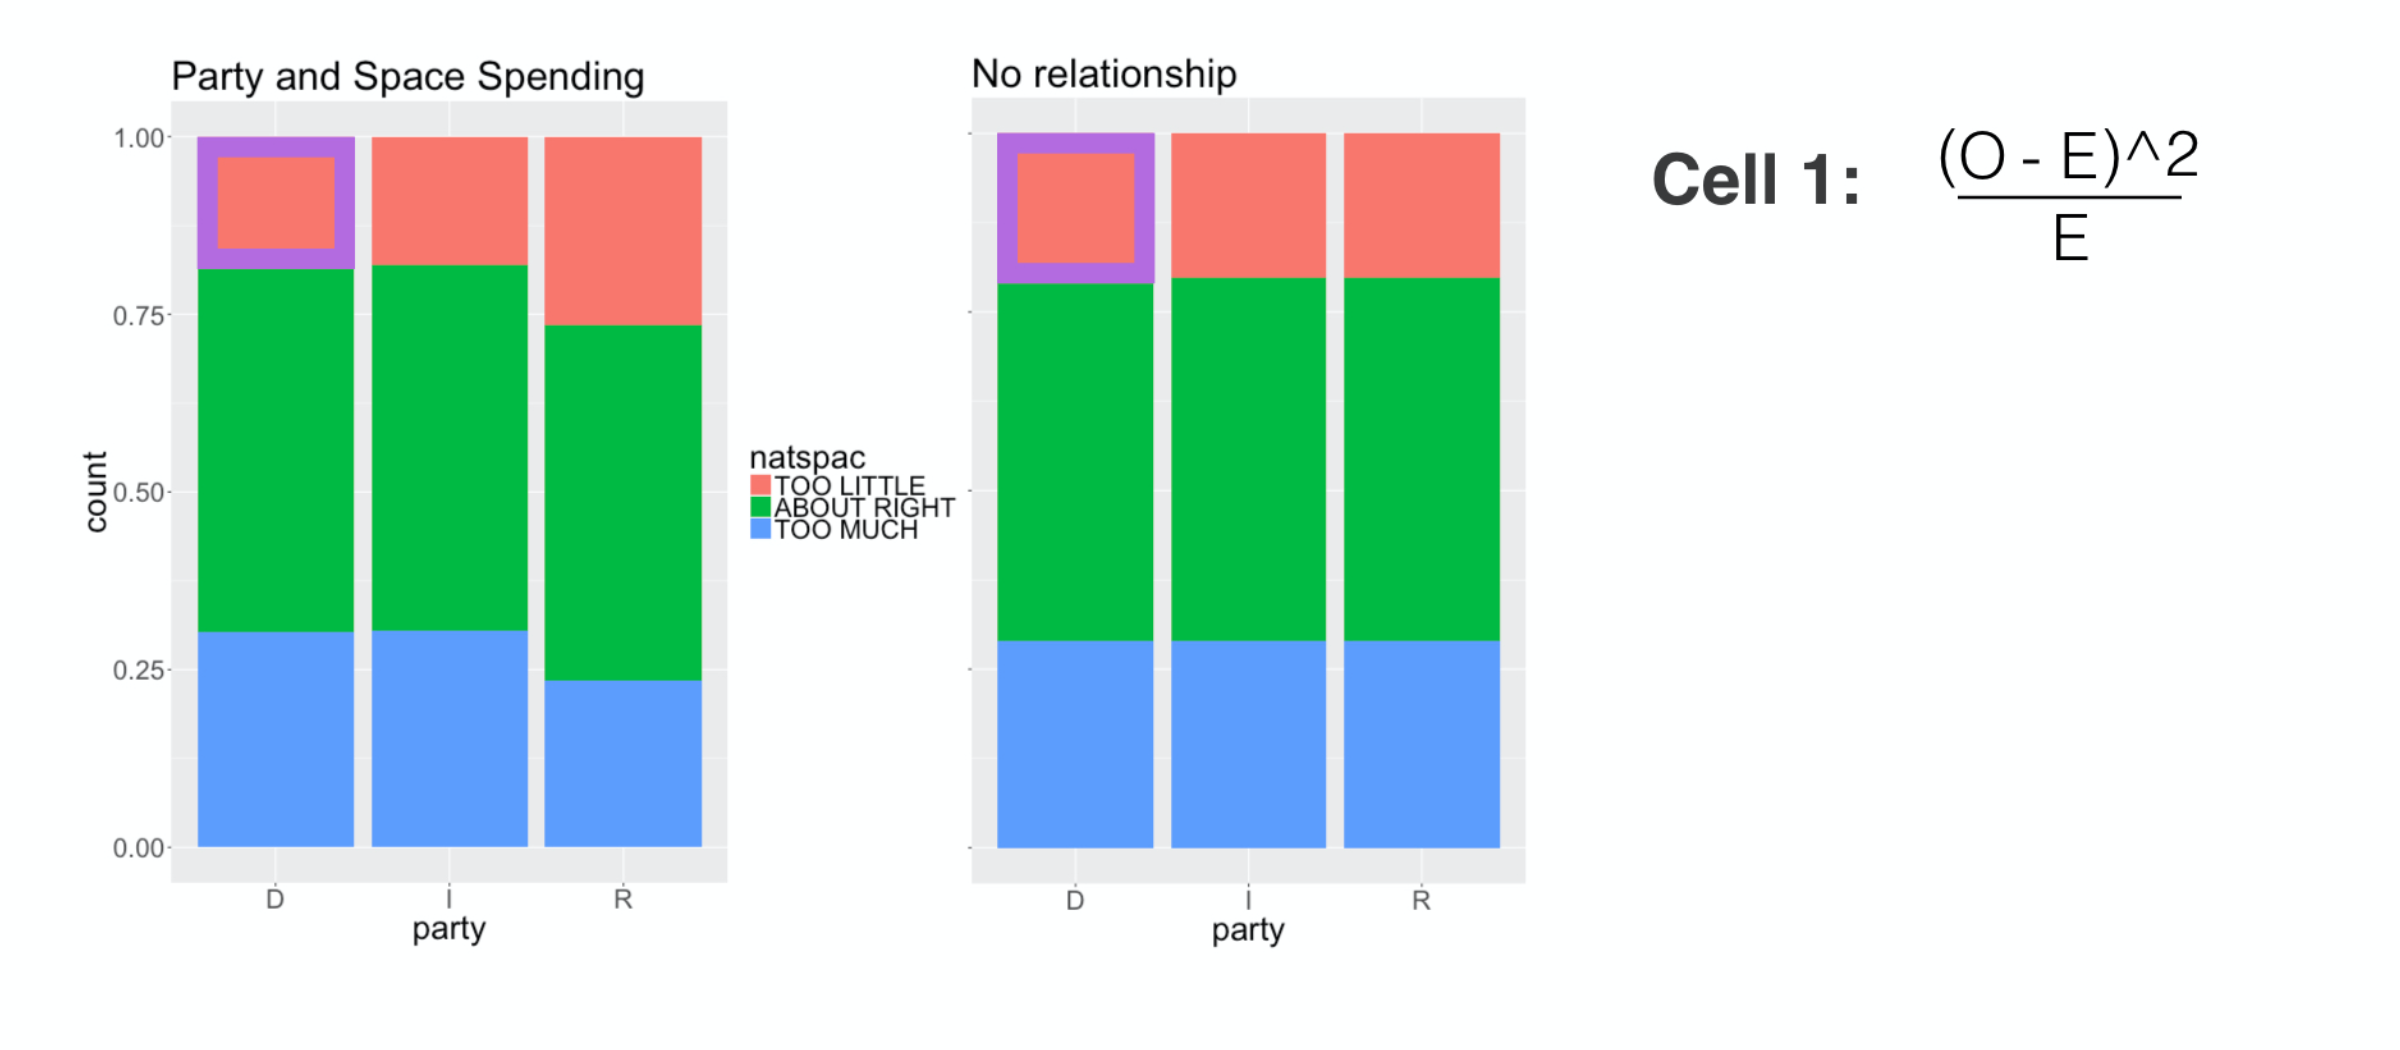 Party and Space Spending
1.00
0.75
0.50
0.25
0.00
count
D I R
party
natspac
TOO LITTLE
ABOUT RIGHT
TOO MUCH
No relationship
D I R
party
Cell 1:
(O - E)^2
E